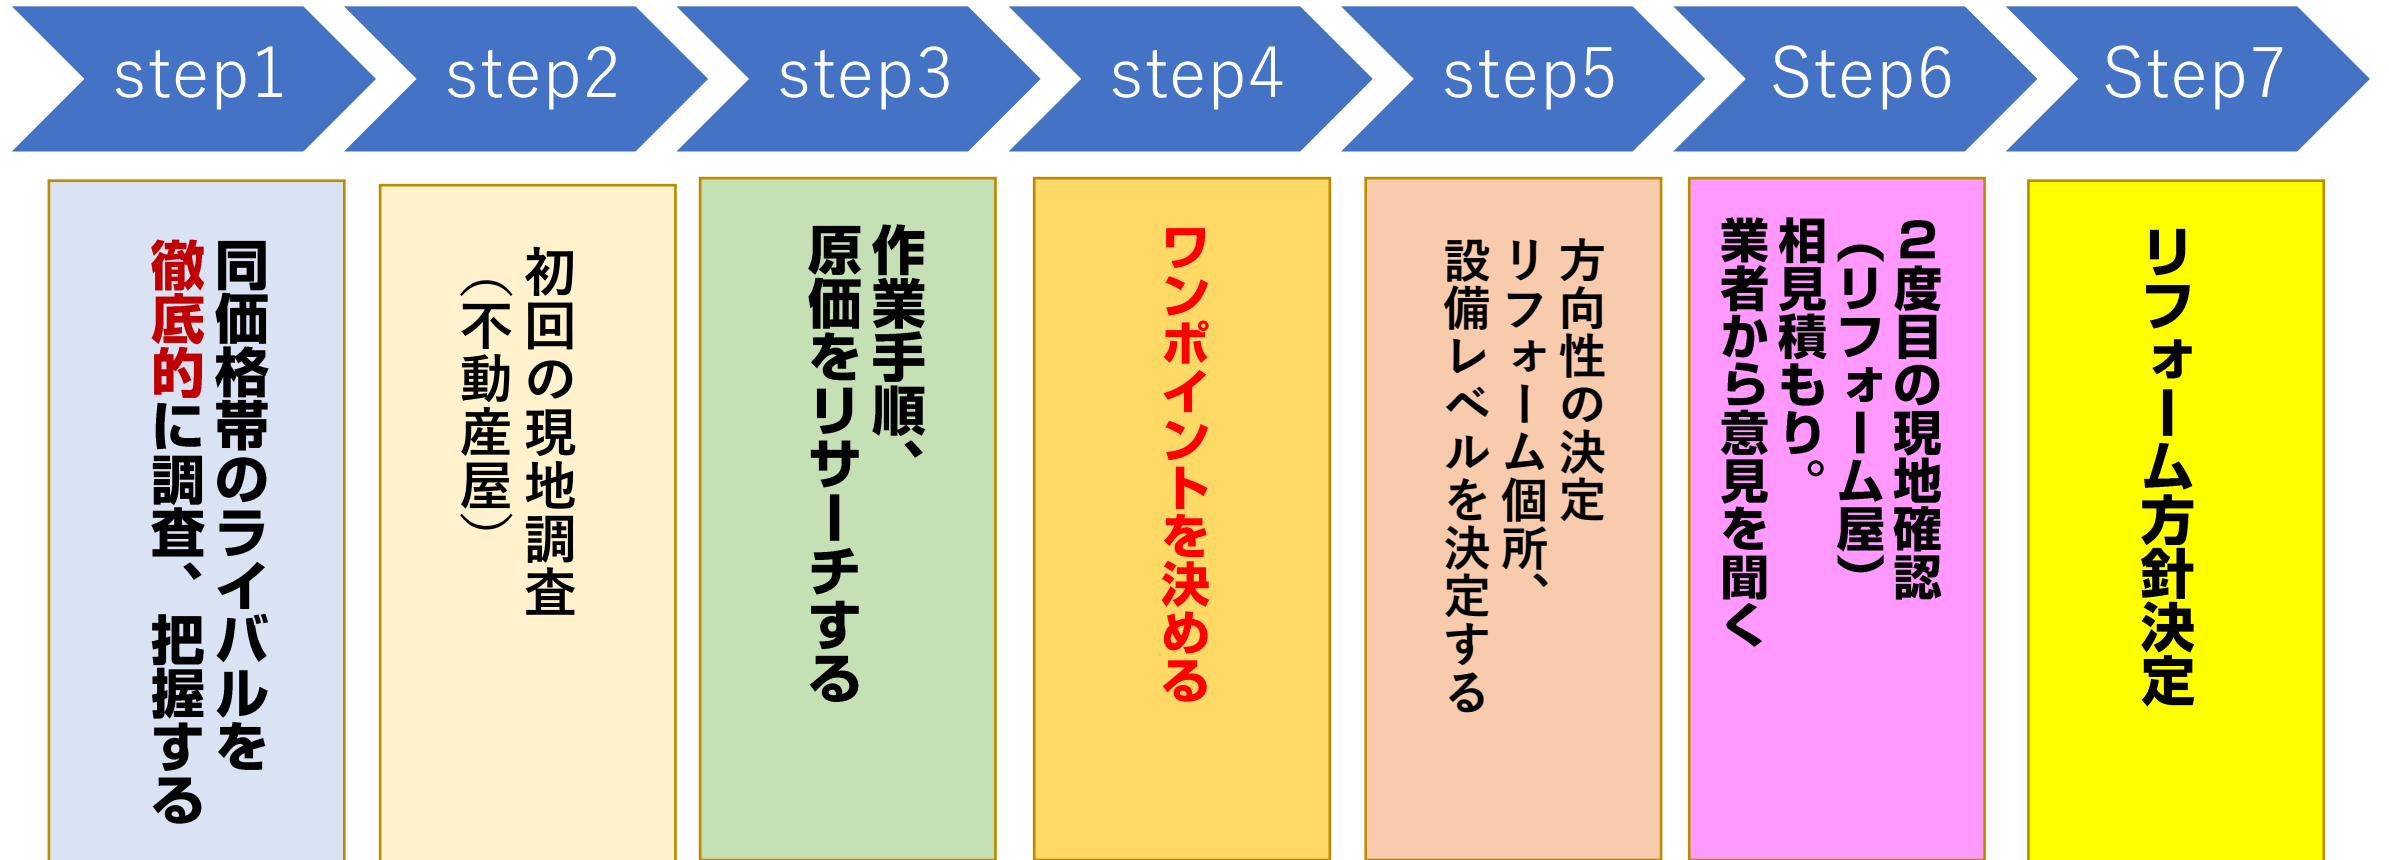 step1
step2
step3
step4
step5
Step6
Step7
同価格帯のライバルを
徹底的に調査、把握する
初回の現地調査
（不動産屋）
作業手順、
原価をリサーチする
ワンポイントを決める
方向性の決定
リフォーム個所、
設備レベルを決定する
２度目の現地確認
（リフォーム屋）
相見積もり。
業者から意見を聞く
リフォーム方針決定